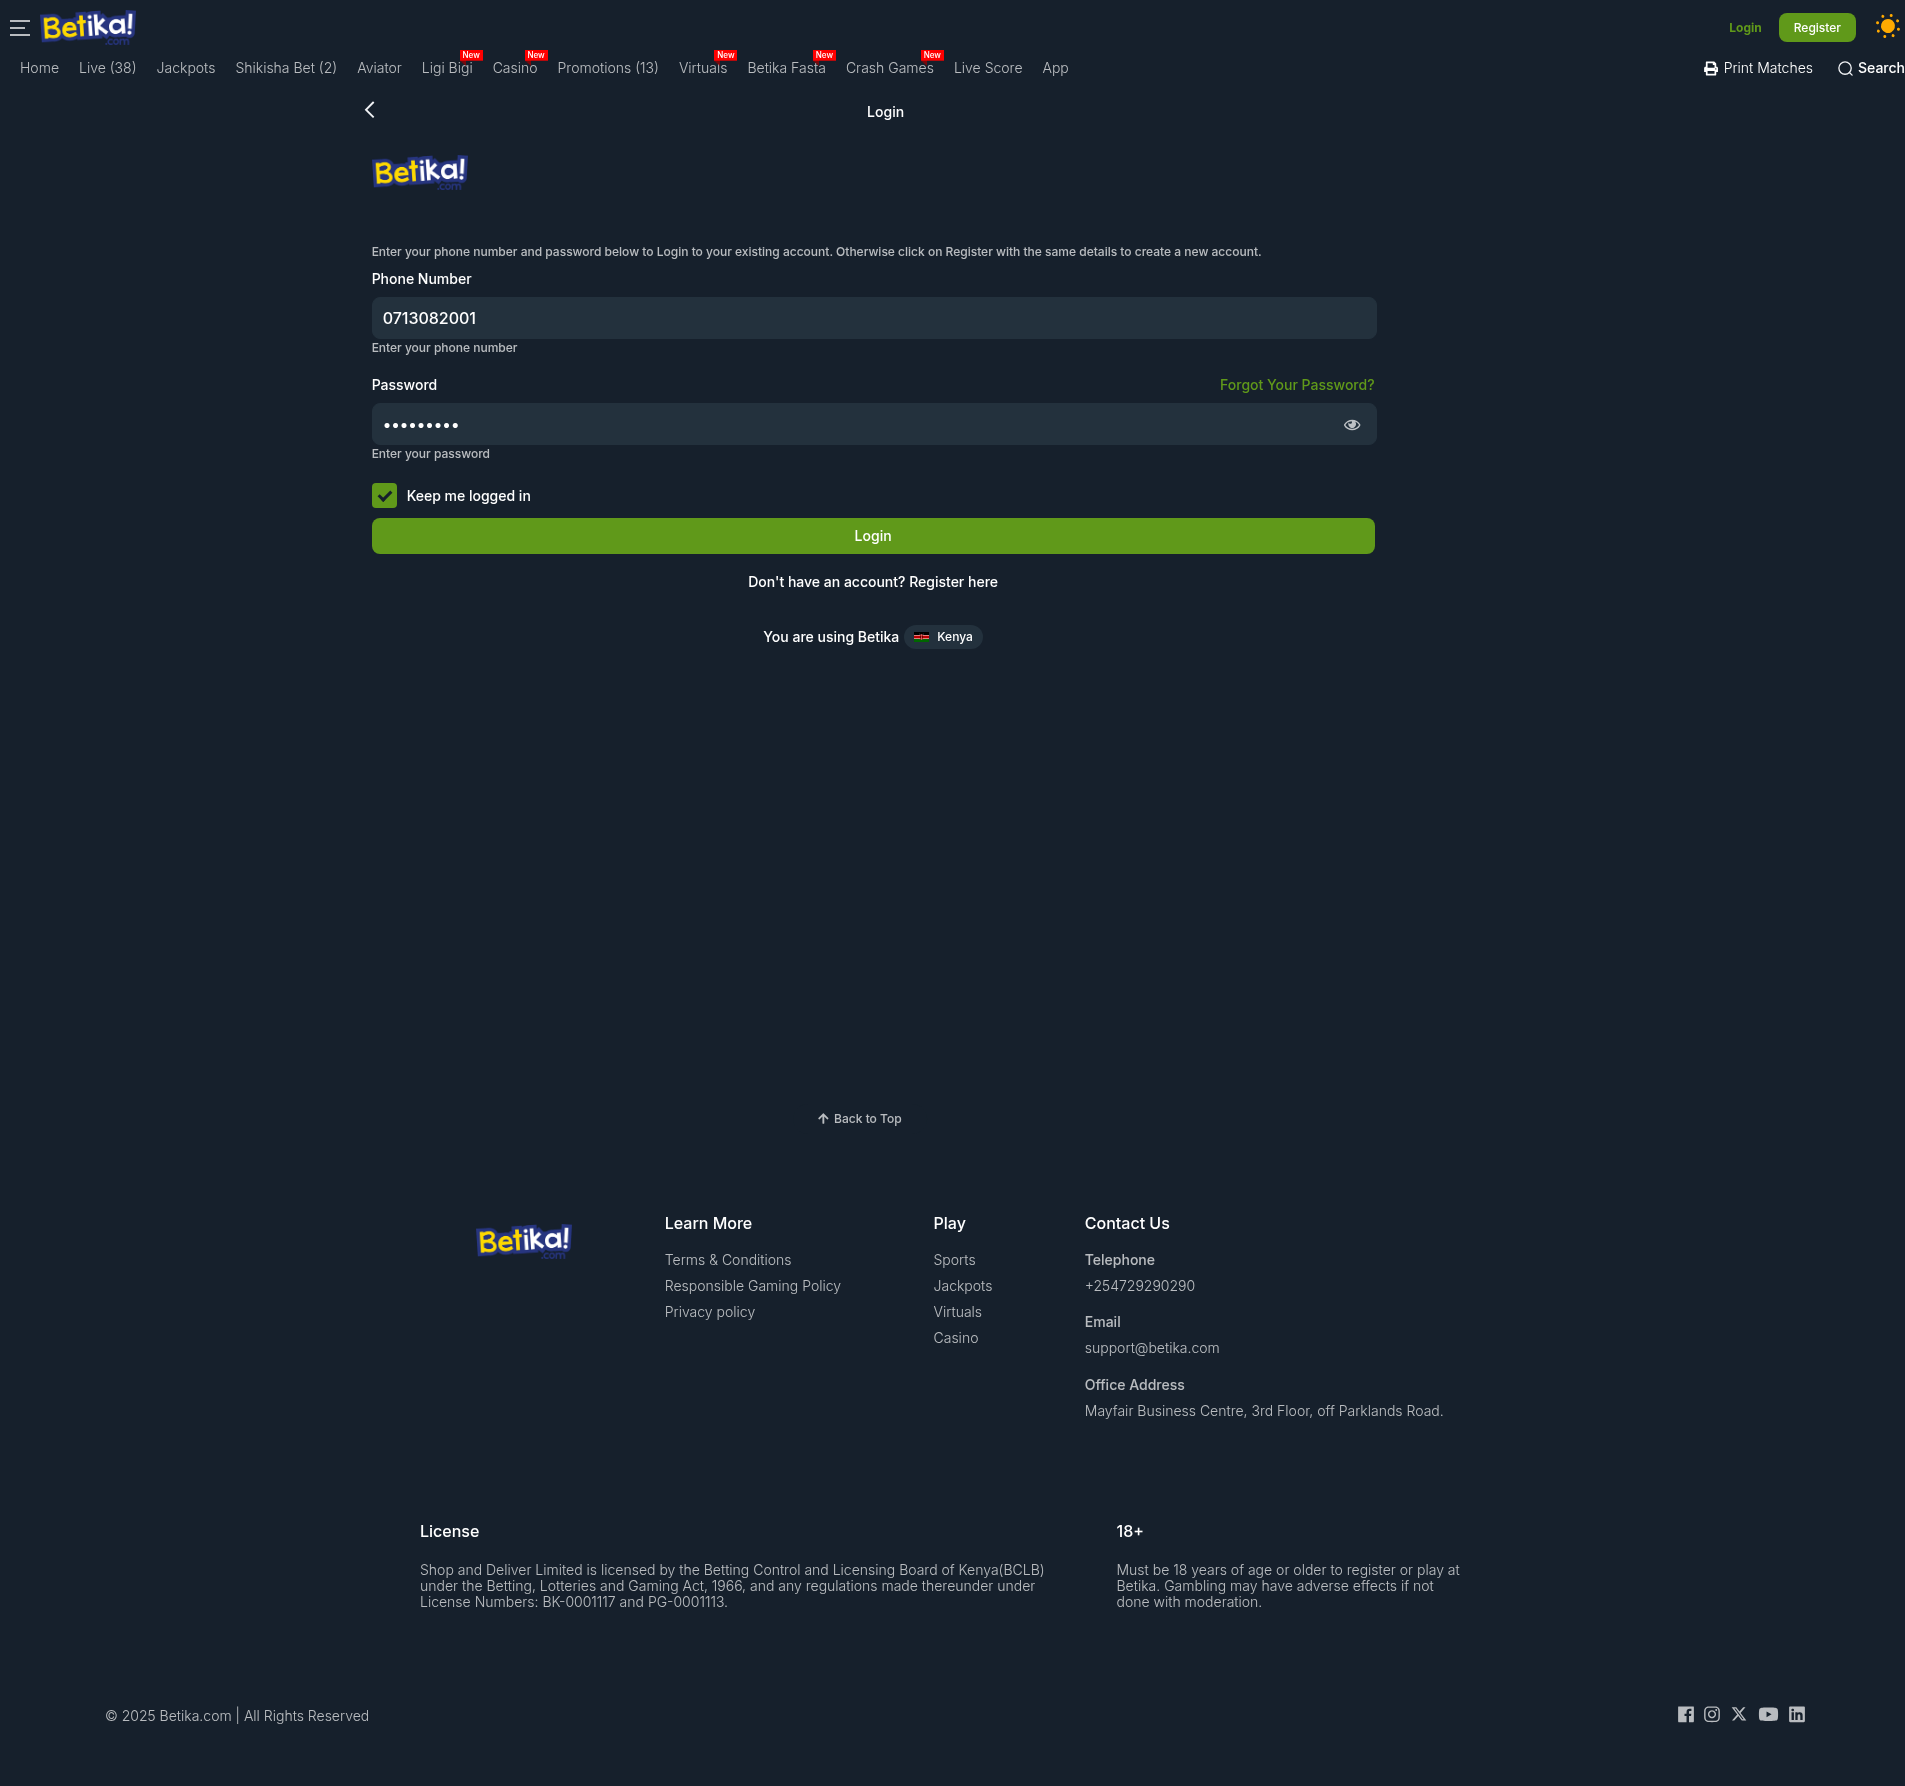 Betika!
.com
Login
Register
Home
Live (38)
Jackpots
Shikisha Bet (2)
Aviator
Ligi Bigi
New
Casino
New
Promotions (13)
Virtuals
New
Betika Fasta
New
Crash Games
New
Live Score
App
Print Matches
Search
Login
Betika!
.com
Enter your phone number and password below to Login to your existing account. Otherwise click on Register with the same details to create a new account.
Phone Number
0713082001
Enter your phone number
Password
Forgot Your Password?
•••••••••
Enter your password
Keep me logged in
Login
Don't have an account? Register here
You are using Betika
Kenya
Back to Top
Betika!
.com
Learn More
Terms & Conditions
Responsible Gaming Policy
Privacy policy
Play
Sports
Jackpots
Virtuals
Casino
Contact Us
Telephone
+254729290290
Email
support@betika.com
Office Address
Mayfair Business Centre, 3rd Floor, off Parklands Road.
License
Shop and Deliver Limited is licensed by the Betting Control and Licensing Board of Kenya(BCLB)
under the Betting, Lotteries and Gaming Act, 1966, and any regulations made thereunder under
License Numbers: BK-0001117 and PG-0001113.
18+
Must be 18 years of age or older to register or play at
Betika. Gambling may have adverse effects if not
done with moderation.
© 2025 Betika.com | All Rights Reserved